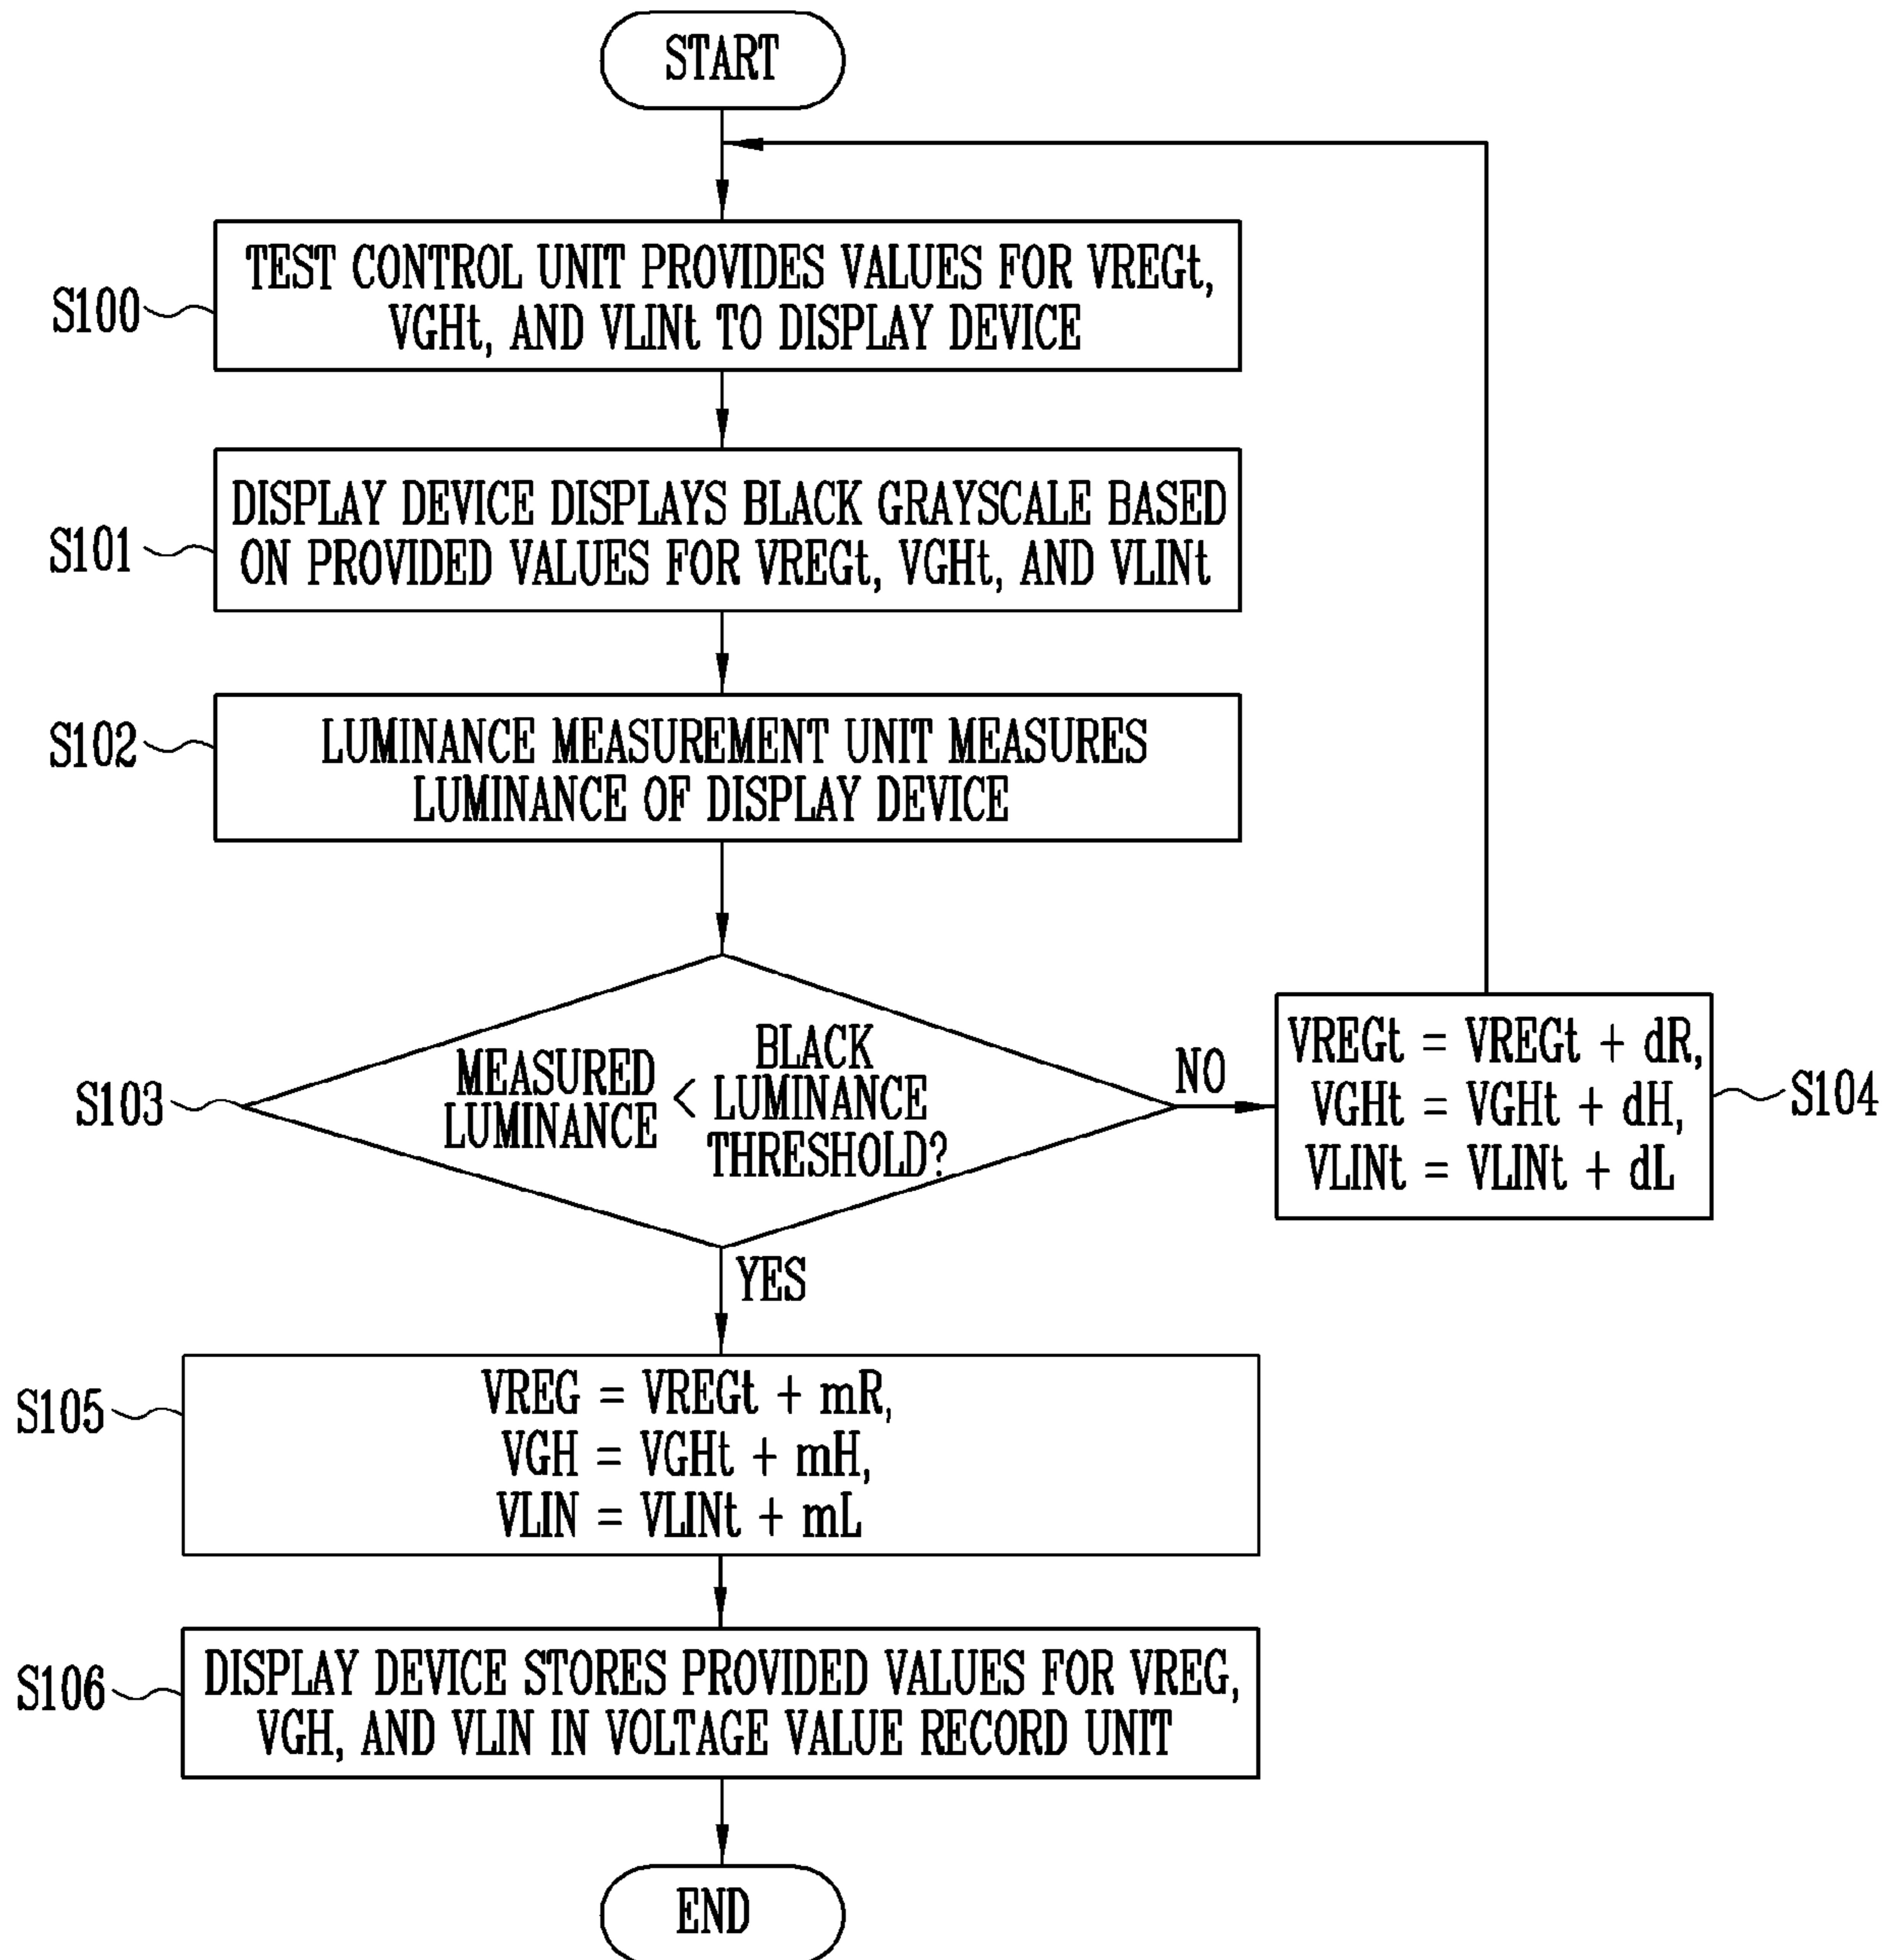 START
TEST CONTROL UNIT PROVIDES VALUES FOR VREGt,
VGHt, AND VLINt TO DISPLAY DEVICE
S100
DISPLAY DEVICE DISPLAYS BLACK GRAYSCALE BASED
ON PROVIDED VALUES FOR VREGt, VGHt, AND VLINt
S101
LUMINANCE MEASUREMENT UNIT MEASURES
LUMINANCE OF DISPLAY DEVICE
S102
MEASURED
LUMINANCE
<
BLACK
LUMINANCE
THRESHOLD?
S103
NO
VREGt = VREGt + dR,
VGHt = VGHt + dH,
VLINt = VLINt + dL
S104
YES
VREG = VREGt + mR,
VGH = VGHt + mH,
VLIN = VLINt + mL
S105
DISPLAY DEVICE STORES PROVIDED VALUES FOR VREG,
VGH, AND VLIN IN VOLTAGE VALUE RECORD UNIT
S106
END